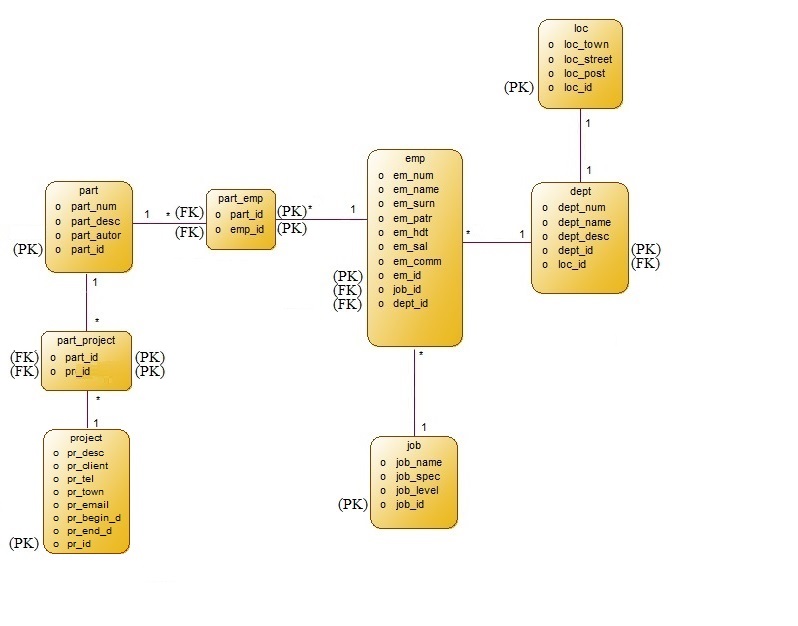 loc
loc_town
loc_street
loc_post
(PK) loc_id
1
1
dept
dept_num
dept_name
dept_desc
dept_id (PK)
loc_id (FK)
1
*
emp
em_num
em_name
em_surn
em_patr
em_hdt
em_sal
em_comm
(PK) em_id
(FK) job_id
(FK) dept_id
1
part_emp
(FK) part_id (PK)*
(FK) emp_id (PK)
*
1
part
part_num
part_desc
part_autor
(PK) part_id
1
*
part_project
(FK) part_id (PK)
(FK) pr_id (PK)
*
1
project
pr_desc
pr_client
pr_tel
pr_town
pr_email
pr_begin_d
pr_end_d
(PK) pr_id
*
1
job
job_name
job_spec
job_level
(PK) job_id